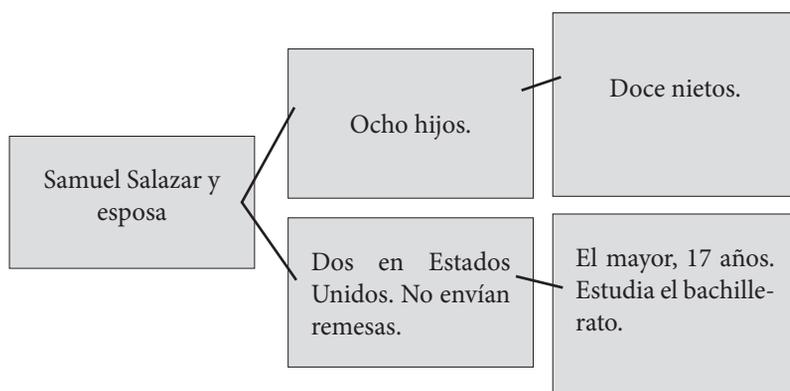 Samuel Salazar y
esposa
Ocho hijos.
Doce nietos.
Dos en Estados
Unidos. No envían
remesas.
El mayor, 17 años.
Estudia el bachille-
rato.